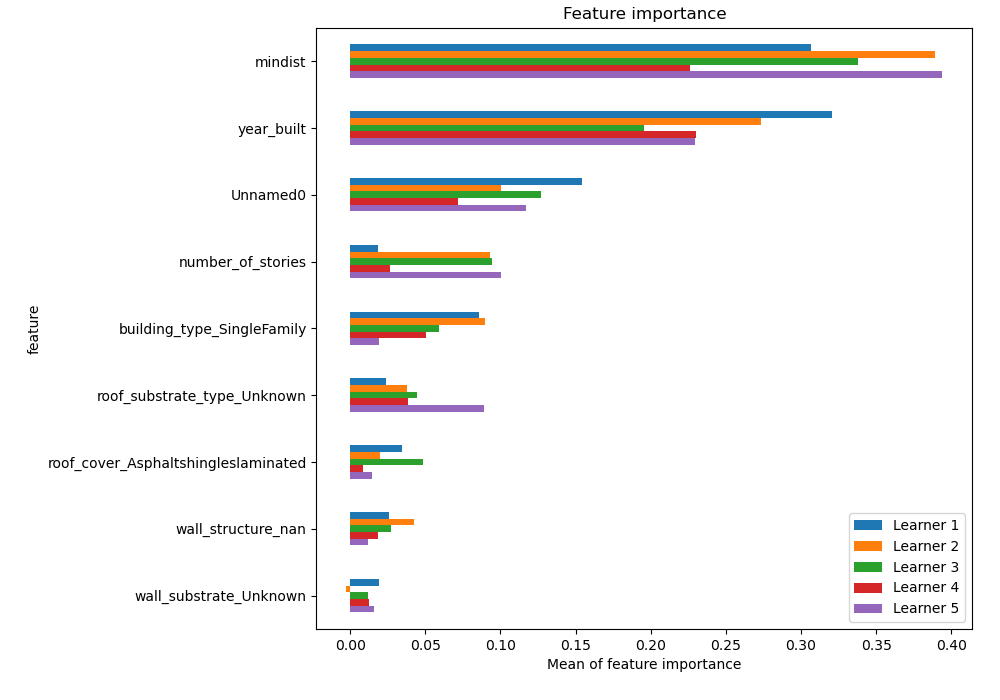 Feature importance
feature
mindist
year_built
Unnamed0
number_of_stories
building_type_SingleFamily
roof_substrate_type_Unknown
roof_cover_Asphaltshingleslaminated
wall_structure_nan
wall_substrate_Unknown
Learner 1
Learner 2
Learner 3
Learner 4
Learner 5
0.00 0.05 0.10 0.15 0.20 0.25 0.30 0.35 0.40
Mean of feature importance